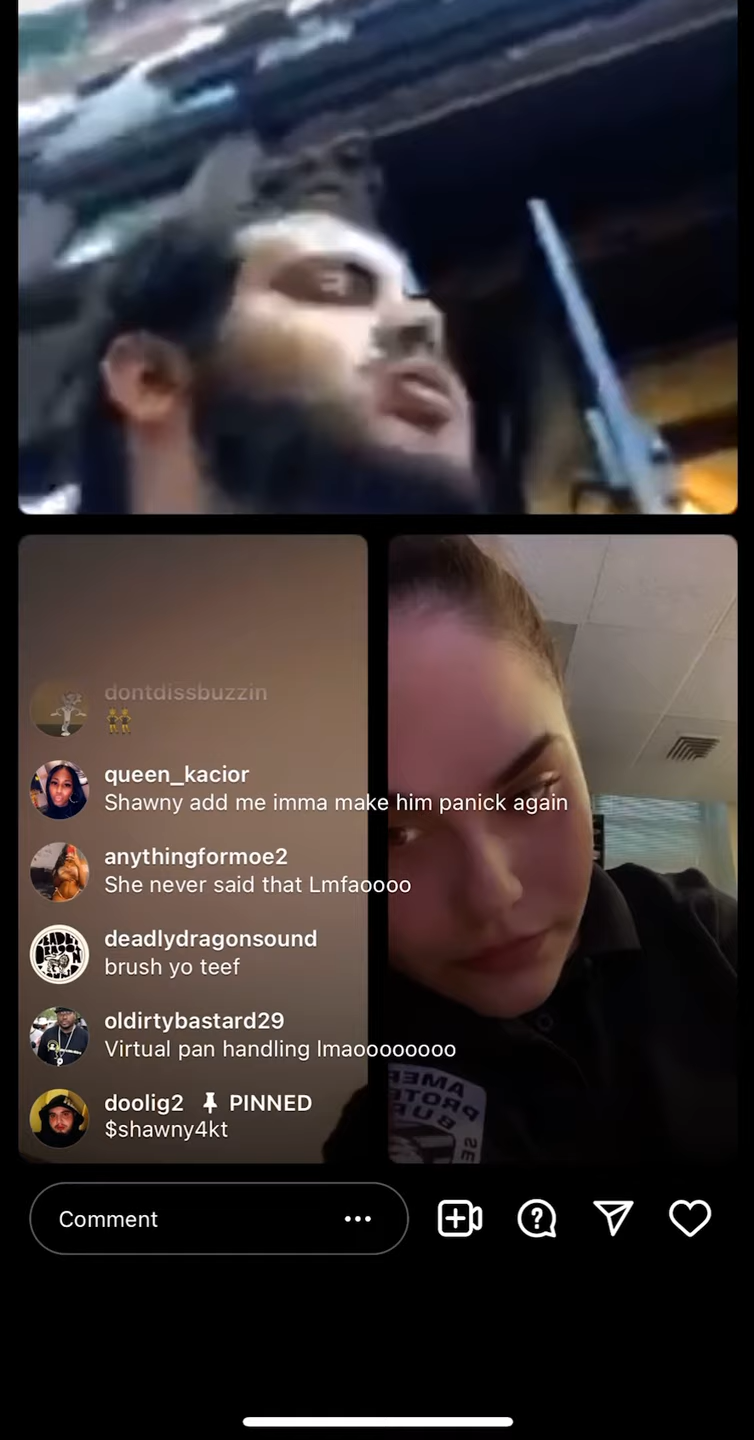 dontdissbuzzin
👯
queen_kacior
Shawny add me imma make him panick again
anythingformoe2
She never said that Lmfaoooo
deadlydragonsound
brush yo teef
oldirtybastard29
Virtual pan handling lmaoooooooo
doolig2 PINNED
$shawny4kt
Comment